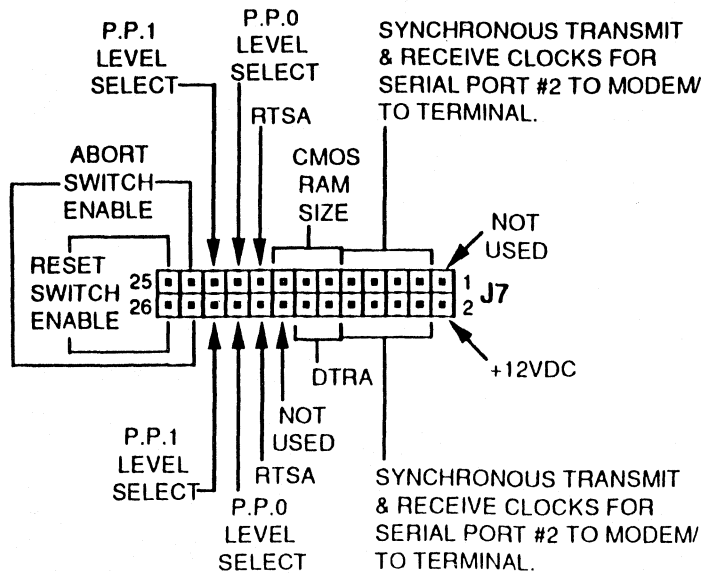 P.P.1
LEVEL
SELECT
P.P.0
LEVEL
SELECT
RTSA
SYNCHRONOUS TRANSMIT
& RECEIVE CLOCKS FOR
SERIAL PORT #2 TO MODEM/
TO TERMINAL.
ABORT
SWITCH
ENABLE
CMOS
RAM
SIZE
NOT
USED
RESET
SWITCH
ENABLE
25
26
1
2
J7
+12VDC
DTRA
NOT
USED
P.P.1
LEVEL
SELECT
RTSA
P.P.0
LEVEL
SELECT
SYNCHRONOUS TRANSMIT
& RECEIVE CLOCKS FOR
SERIAL PORT #2 TO MODEM/
TO TERMINAL.